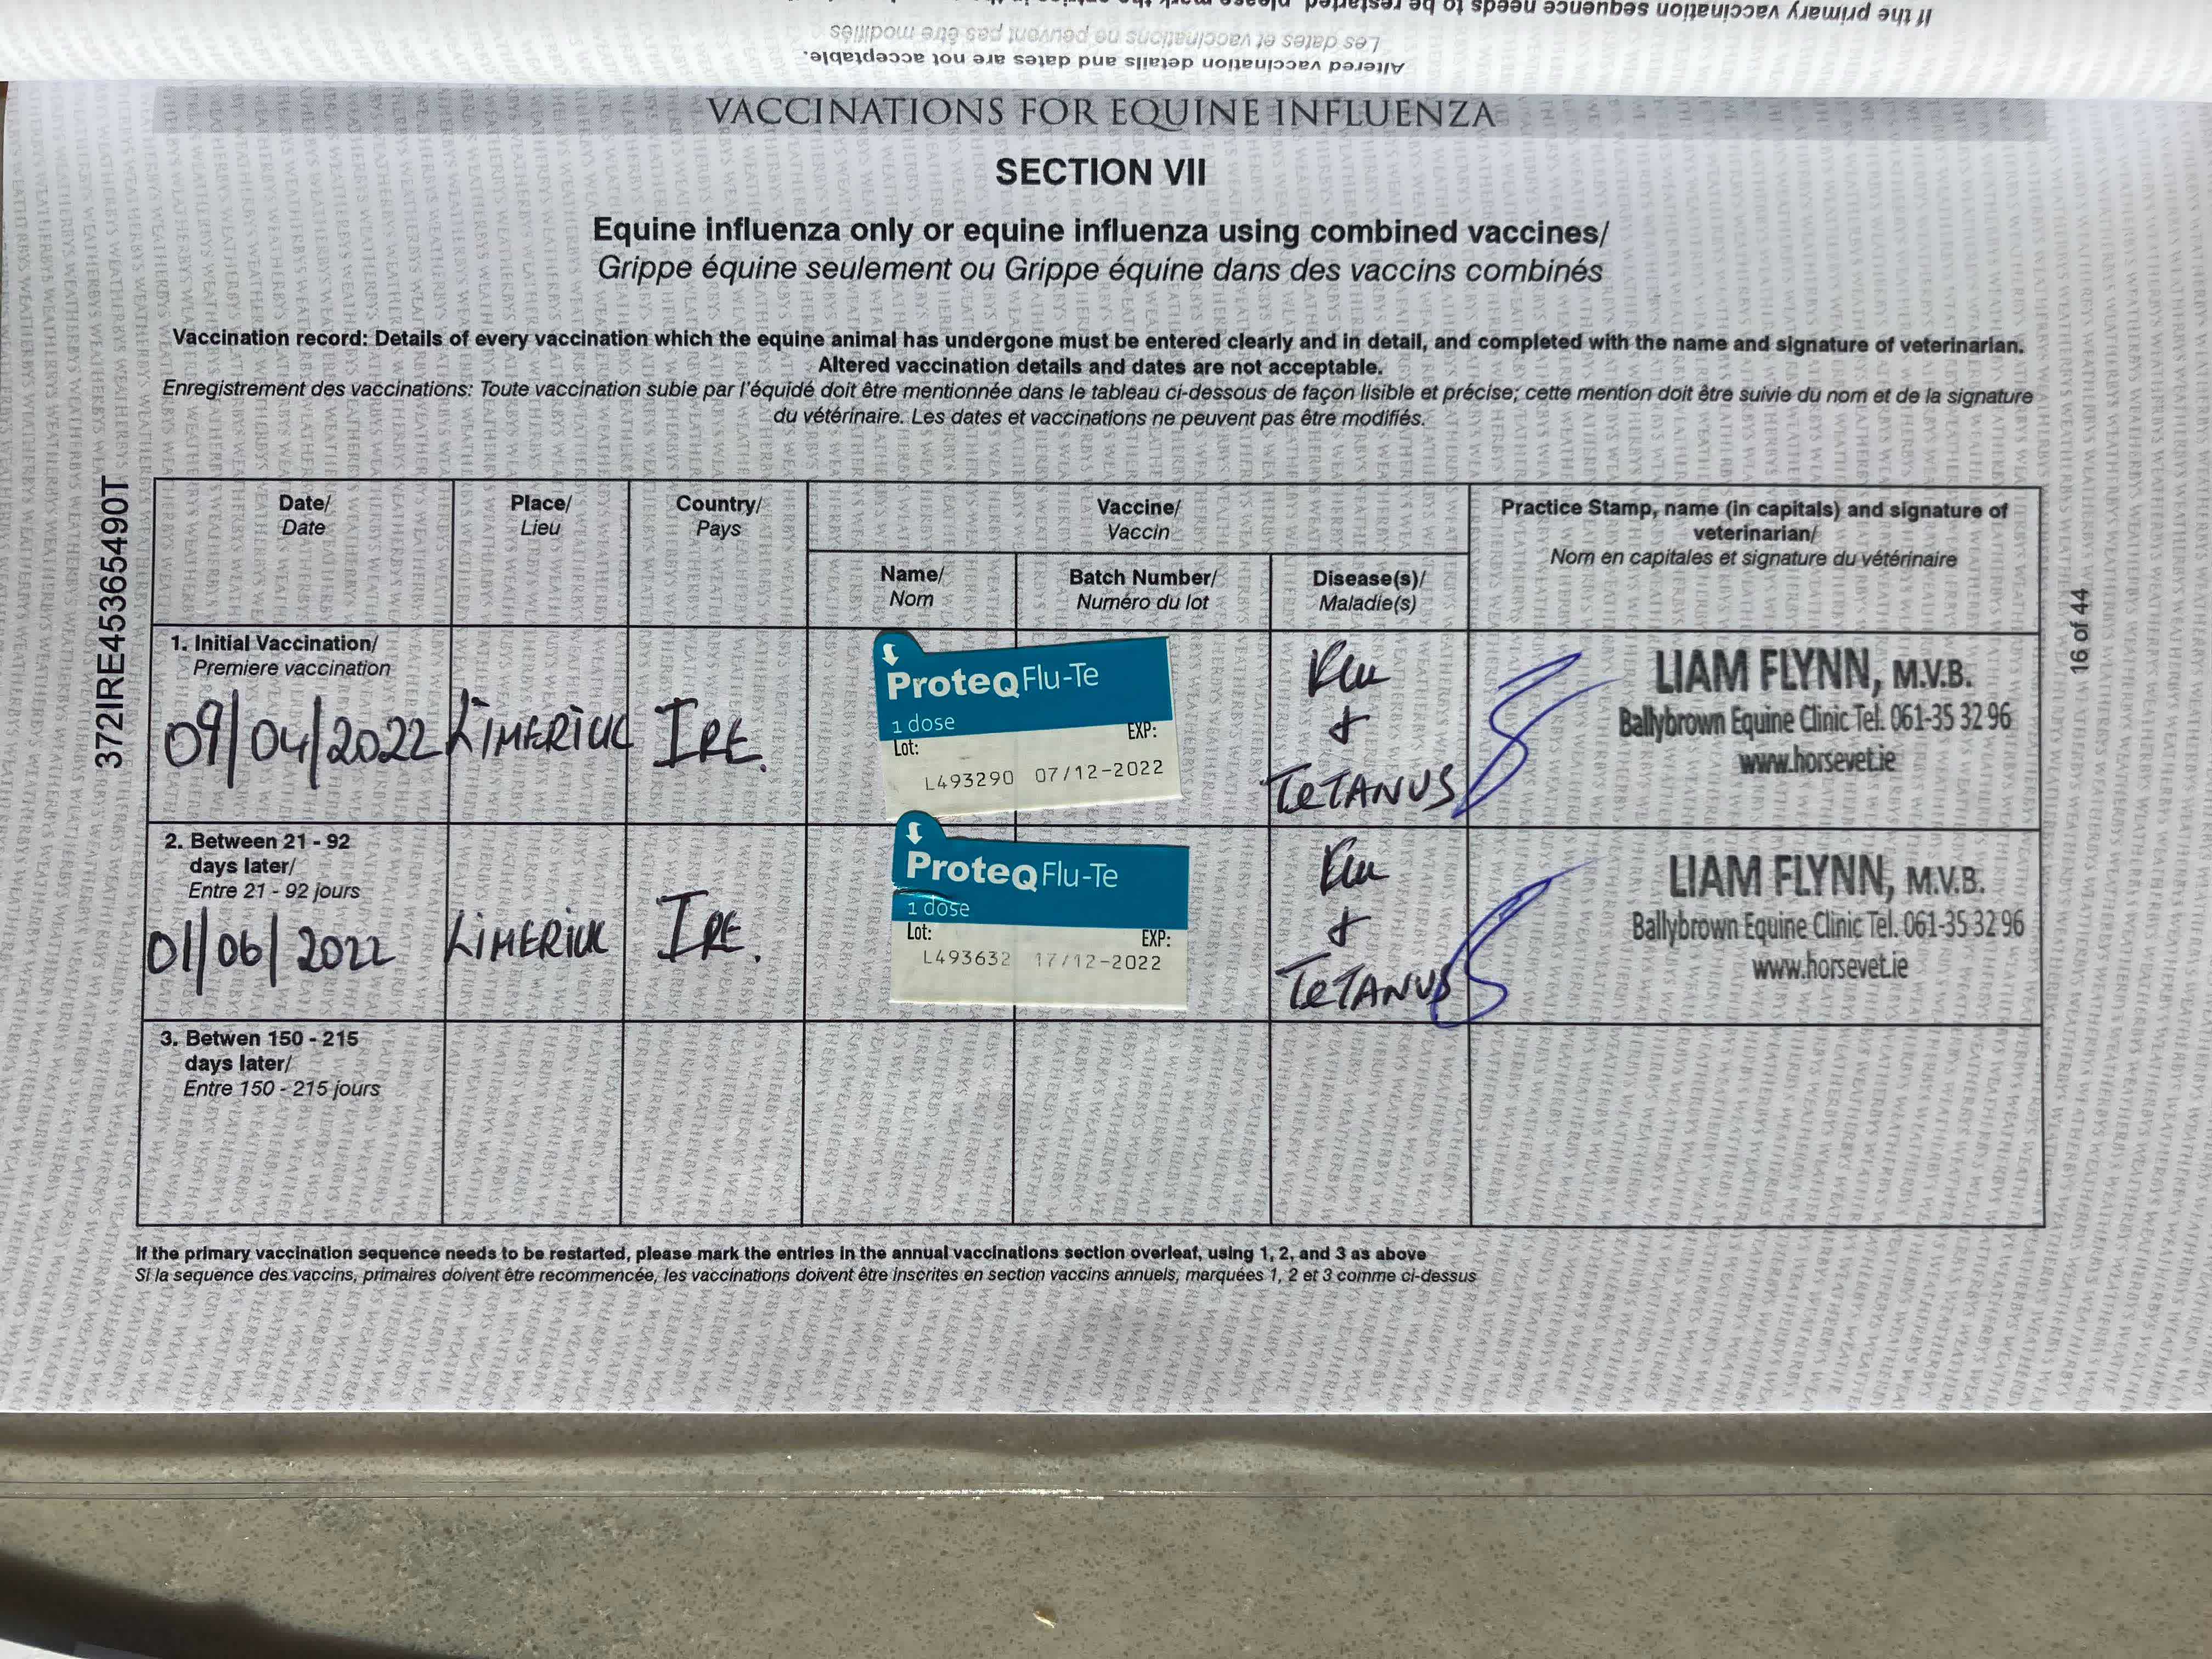 If the primary vaccination sequence needs to be restarted, please mark the
Les dates et vaccinations ne peuvent pas être modifiés
Altered vaccination details and dates are not acceptable.
VACCINATIONS FOR EQUINE INFLUENZA
SECTION VII
Equine influenza only or equine influenza using combined vaccines/
Grippe équine seulement ou Grippe équine dans des vaccins combinés
Vaccination record: Details of every vaccination which the equine animal has undergone must be entered clearly and in detail, and completed with the name and signature of veterinarian.
Altered vaccination details and dates are not acceptable.
Enregistrement des vaccinations: Toute vaccination subie par l'équidé doit être mentionnée dans le tableau ci-dessous de façon lisible et précise; cette mention doit être suivie du nom et de la signature
du vétérinaire. Les dates et vaccinations ne peuvent pas être modifiés.
372IRE453654490T
16 of 44
Date/
Date
Place/
Lieu
Country/
Pays
Vaccine/
Vaccin
Practice Stamp, name (in capitals) and signature of
veterinarian/
Nom en capitales et signature du vétérinaire
Name/
Nom
Batch Number/
Numéro du lot
Disease(s)/
Maladie(s)
1. Initial Vaccination/
Premiere vaccination
09/04/2022
LIMERICK
IRE.
ProteqFlu-Te
1 dose
Lot: EXP:
L493290 07/12-2022
Flu
&
TeTANUS
LIAM FLYNN, M.V.B.
Ballybrown Equine Clinic Tel. 061-35 32 96
www.horsevet.ie
2. Between 21 - 92
days later/
Entre 21 - 92 jours
01/06/2022
LIMERICK
IRE.
ProteqFlu-Te
1 dose
Lot: EXP:
L493632 17/12-2022
Flu
&
TeTANUS
LIAM FLYNN, M.V.B.
Ballybrown Equine Clinic Tel. 061-35 32 96
www.horsevet.ie
3. Betwen 150 - 215
days later/
Entre 150 - 215 jours
If the primary vaccination sequence needs to be restarted, please mark the entries in the annual vaccinations section overleaf, using 1, 2, and 3 as above
Si la sequence des vaccins, primaires doivent être recommencée, les vaccinations doivent être inscrites en section vaccins annuels, marquées 1, 2 et 3 comme ci-dessus